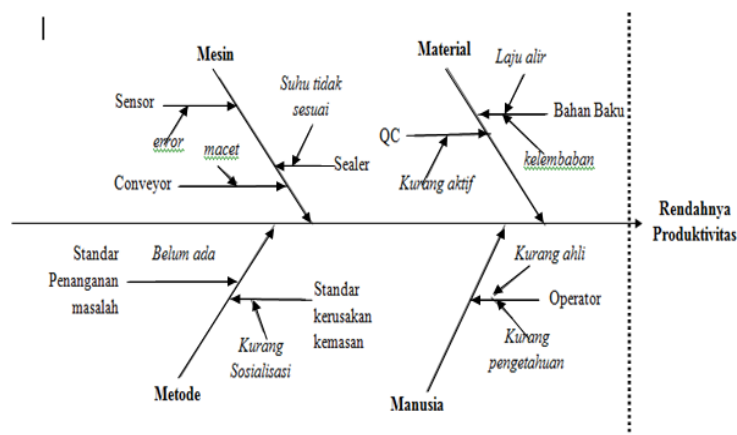 Mesin
Material
Laju alir
Suhu tidak
sesuai
Sensor
Bahan Baku
error
macet
QC
kelembaban
Sealer
Conveyor
Kurang aktif
Rendahnya
Produktivitas
Standar
Penanganan
masalah
Belum ada
Kurang ahli
Standar
kerusakan
kemasan
Operator
Kurang
Sosialisasi
Kurang
pengetahuan
Metode
Manusia